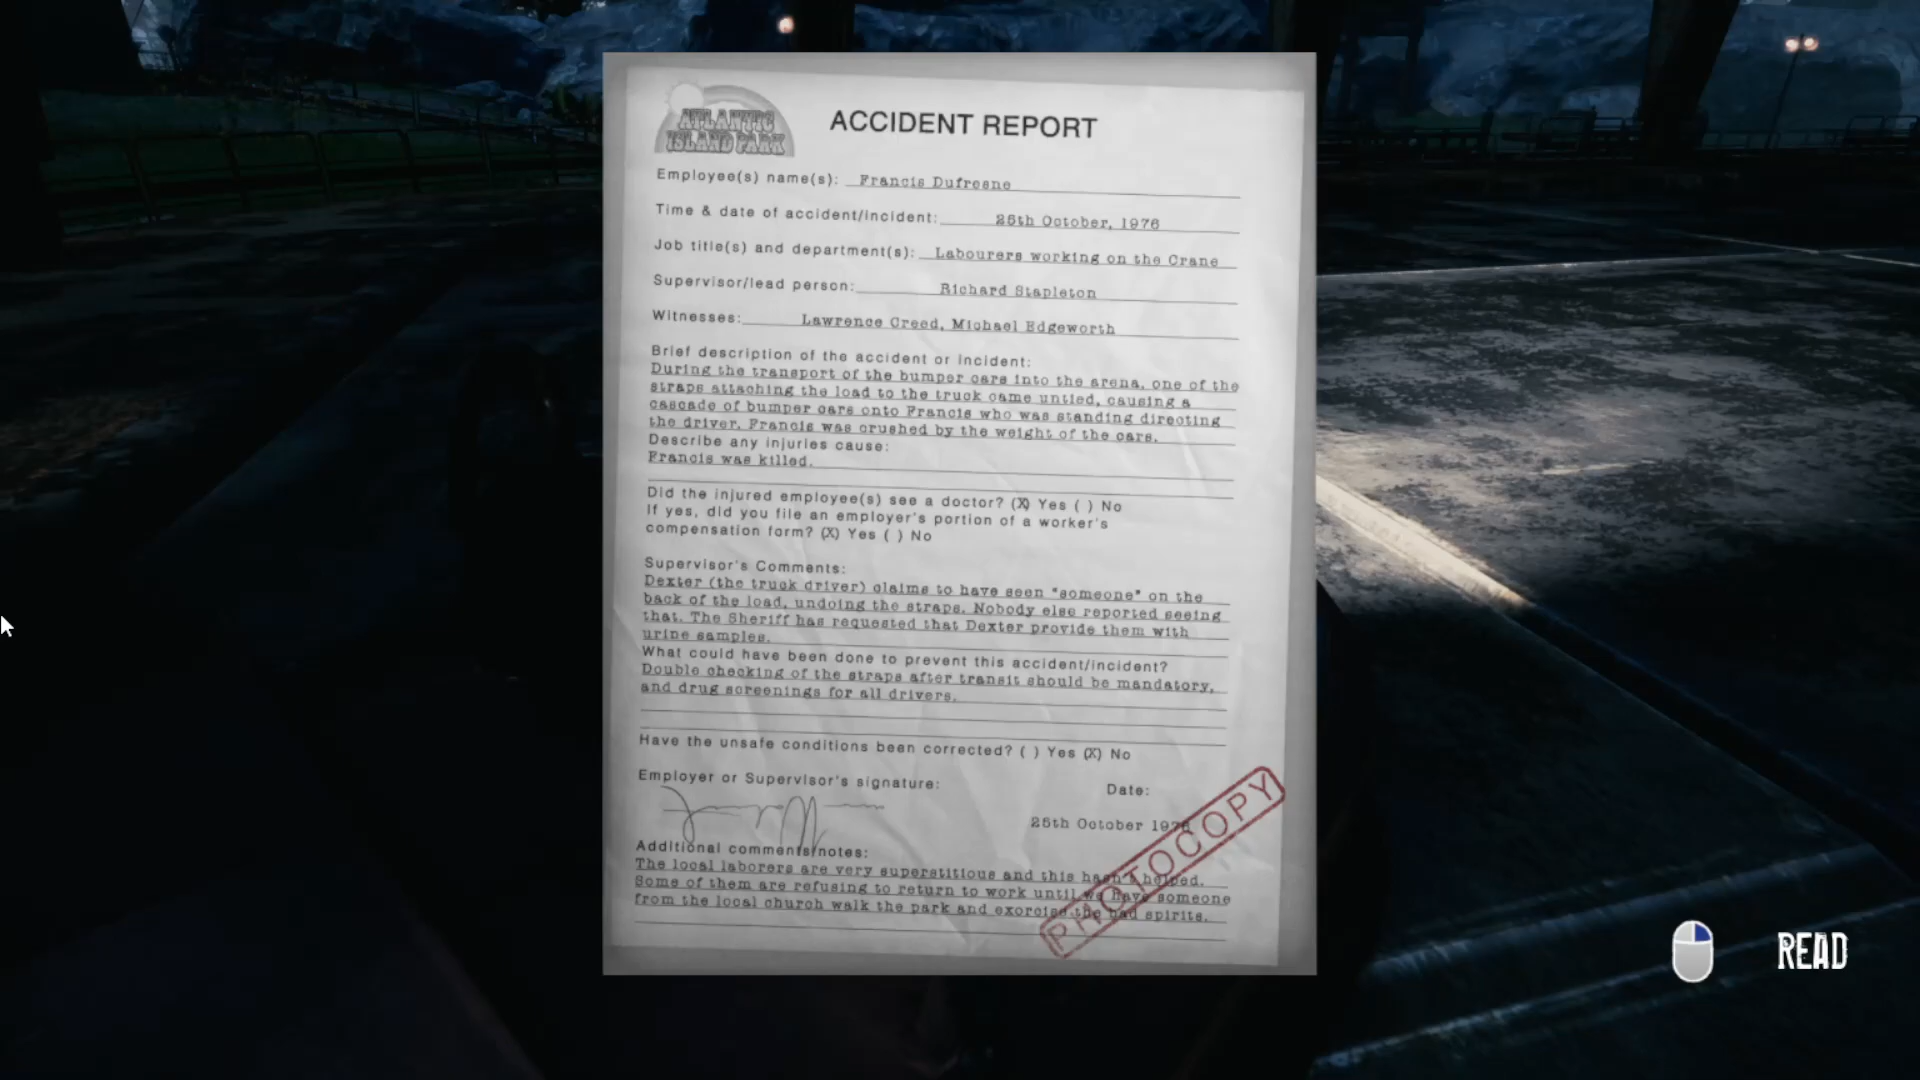 ATLANTIC
ISLAND PARK
ACCIDENT REPORT
Employee(s) name(s): Francis Dufresne
Time & date of accident/incident: 25th October, 1976
Job title(s) and department(s): Labourers working on the Crane
Supervisor/lead person: Richard Stapleton
Witnesses: Lawrence Creed, Michael Edgeworth
Brief description of the accident or incident:
During the transport of the bumper cars into the arena, one of the
straps attaching the load to the truck came untied, causing a
cascade of bumper cars onto Francis who was standing directing
the driver. Francis was crushed by the weight of the cars.
Describe any injuries cause:
Francis was killed.
Did the injured employee(s) see a doctor? (X) Yes ( ) No
If yes, did you file an employer's portion of a worker's
compensation form? (X) Yes ( ) No
Supervisor's Comments:
Dexter (the truck driver) claims to have seen "someone" on the
back of the load, undoing the straps. Nobody else reported seeing
that. The Sheriff has requested that Dexter provide them with
urine samples.
What could have been done to prevent this accident/incident?
Double checking of the straps after transit should be mandatory,
and drug screenings for all drivers.
Have the unsafe conditions been corrected? ( ) Yes (X) No
Employer or Supervisor's signature:
Date:
25th October 1976
Additional comments/notes:
The local laborers are very superstitious and this hasn't helped.
Some of them are refusing to return to work until we have someone
from the local church walk the park and exorcise the bad spirits.
PHOTOCOPY
READ